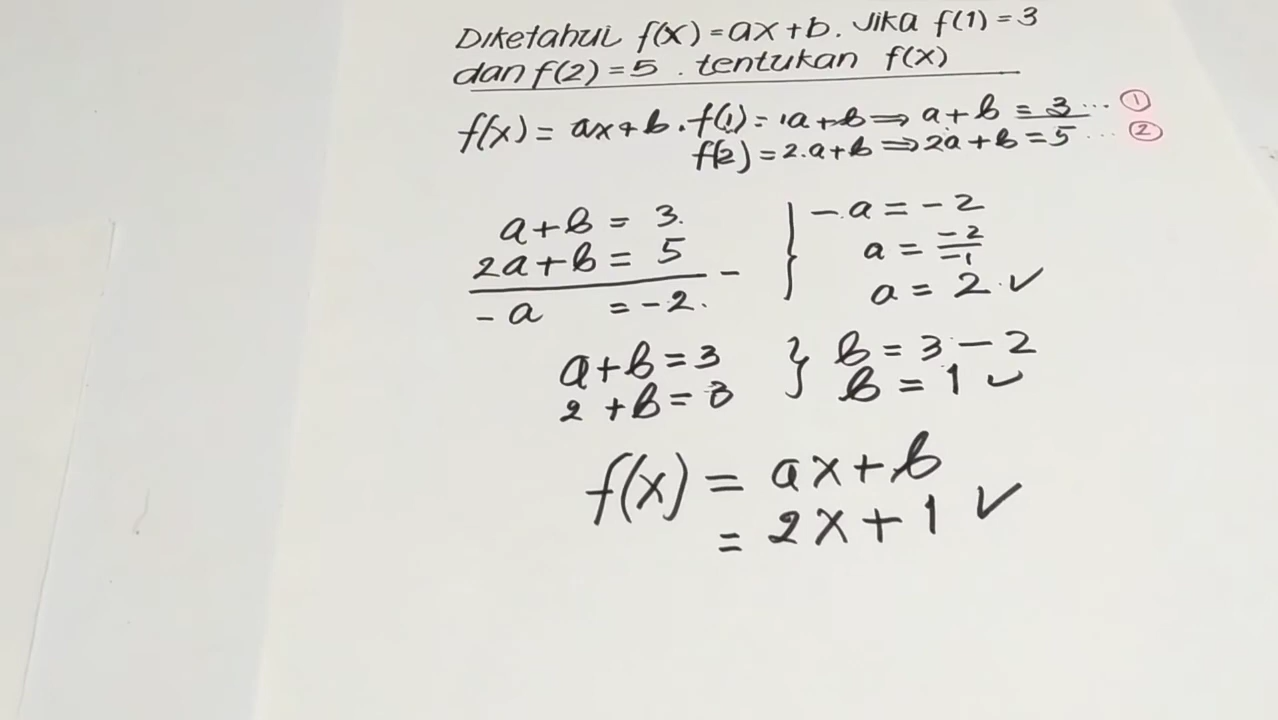 Diketahui f(x) = ax + b. Jika f(1) = 3
dan f(2) = 5. tentukan f(x)
f(x) = ax + b. f(1) = 1a + b ⇒ a + b = 3 ... ①
f(2) = 2.a + b ⇒ 2a + b = 5 ... ②
a + b = 3.
2a + b = 5 -
- a = -2.
} - a = - 2
a = -2/-1
a = 2. ✓
a + b = 3 } b = 3 - 2
2 + b = 3 b = 1 ✓
f(x) = ax + b
= 2x + 1 ✓